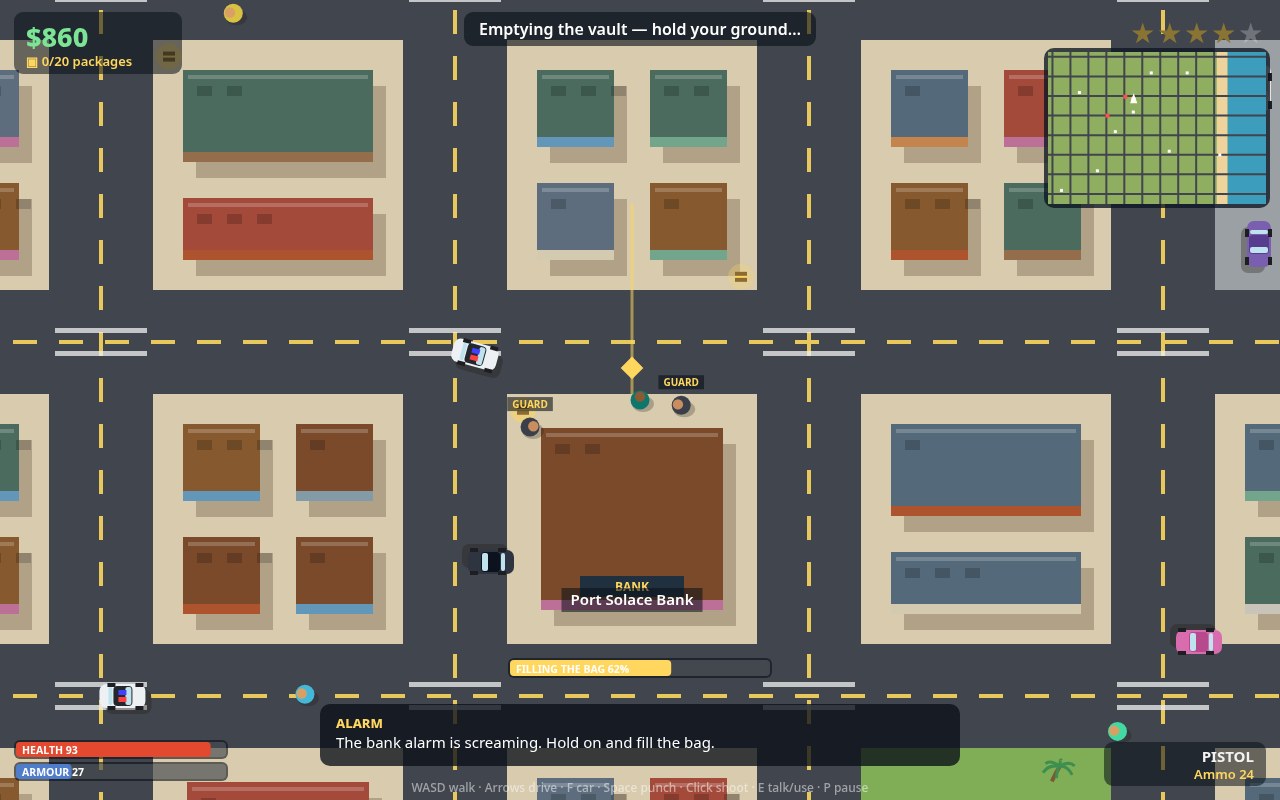 $860
▣ 0/20 packages
Emptying the vault — hold your ground...
GUARD
GUARD
BANK
Port Solace Bank
FILLING THE BAG 62%
ALARM
The bank alarm is screaming. Hold on and fill the bag.
HEALTH 93
ARMOUR 27
PISTOL
Ammo 24
WASD walk · Arrows drive · F car · Space punch · Click shoot · E talk/use · P pause